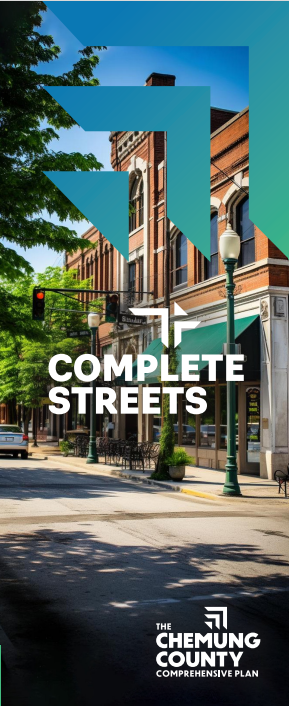 COMPLETE
STREETS
THE
CHEMUNG
COUNTY
COMPREHENSIVE PLAN